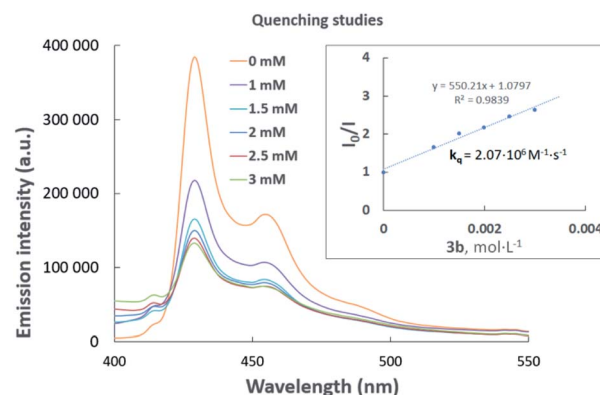 Quenching studies
400 000
300 000
200 000
100 000
0
Emission intensity (a.u.)
400
450
500
550
Wavelength (nm)
0 mM
1 mM
1.5 mM
2 mM
2.5 mM
3 mM
4
3
2
1
0
I₀/I
y = 550.21x + 1.0797
R² = 0.9839
k_q = 2.07·10⁶ M⁻¹·s⁻¹
0
0.002
0.004
3b, mol·L⁻¹